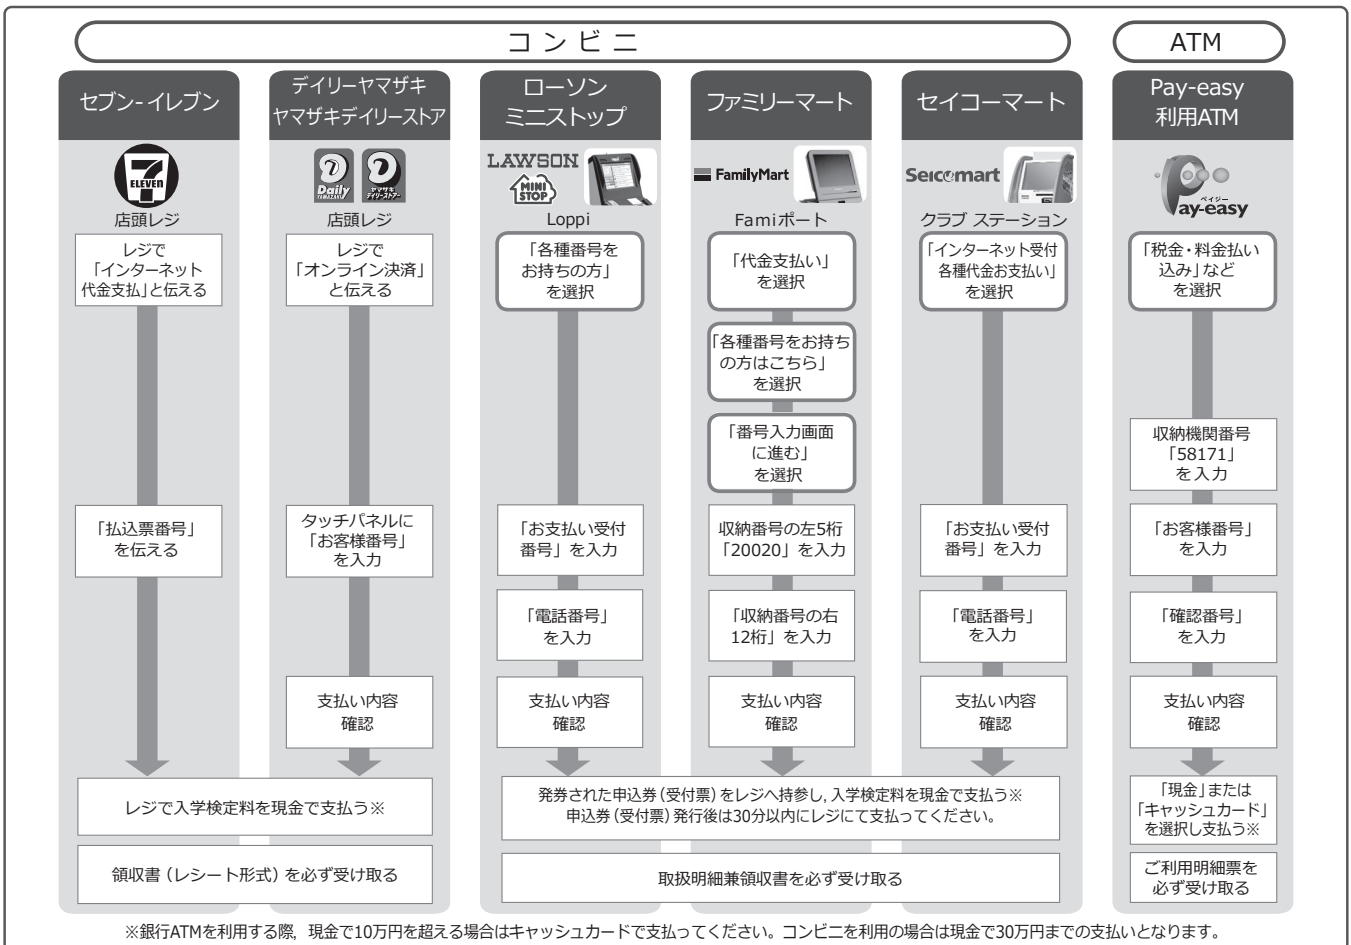 コンビニ
ATM
セブン-イレブン
ELEVEN
店頭レジ
レジで
「インターネット
代金支払」と伝える
「払込票番号」
を伝える
デイリーヤマザキ
ヤマザキデイリーストア
Daily
YAMAZAKI
ヤマザキ
デイリーストアー
店頭レジ
レジで
「オンライン決済」
と伝える
タッチパネルに
「お客様番号」
を入力
支払い内容
確認
レジで入学検定料を現金で支払う※
領収書（レシート形式）を必ず受け取る
ローソン
ミニストップ
LAWSON
MINI
STOP
Loppi
「各種番号を
お持ちの方」
を選択
「お支払い受付
番号」を入力
「電話番号」
を入力
支払い内容
確認
ファミリーマート
FamilyMart
Famiポート
「代金支払い」
を選択
「各種番号をお持ち
の方はこちら」
を選択
「番号入力画面
に進む」
を選択
収納番号の左5桁
「20020」を入力
「収納番号の右
12桁」を入力
支払い内容
確認
セイコーマート
Seicomart
クラブ ステーション
「インターネット受付
各種代金お支払い」
を選択
「お支払い受付
番号」を入力
「電話番号」
を入力
支払い内容
確認
発券された申込券（受付票）をレジへ持参し，入学検定料を現金で支払う※
申込券（受付票）発行後は30分以内にレジにて支払ってください。
取扱明細兼領収書を必ず受け取る
Pay-easy
利用ATM
ペイジー
Pay-easy
「税金・料金払い
込み」など
を選択
収納機関番号
「58171」
を入力
「お客様番号」
を入力
「確認番号」
を入力
支払い内容
確認
「現金」または
「キャッシュカード」
を選択し支払う※
ご利用明細票を
必ず受け取る
※銀行ATMを利用する際，現金で10万円を超える場合はキャッシュカードで支払ってください。コンビニを利用の場合は現金で30万円までの支払いとなります。